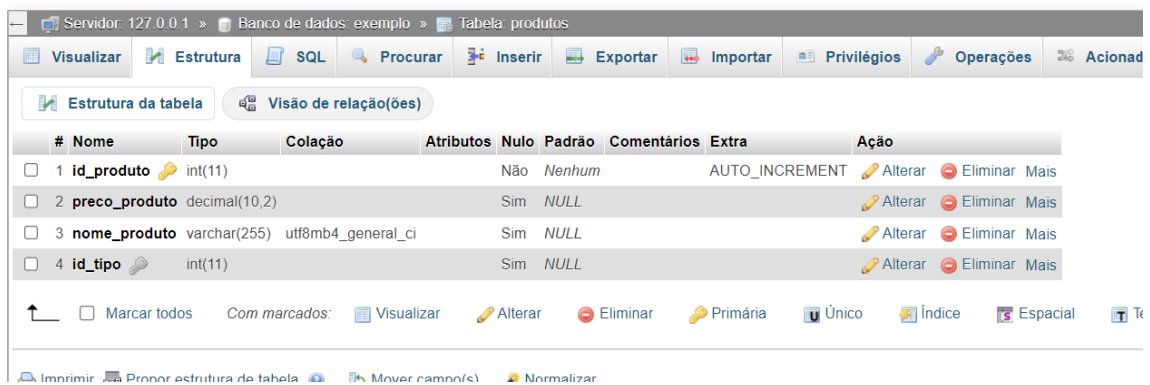 Servidor: 127.0.0.1 » Banco de dados: exemplo » Tabela: produtos
Visualizar Estrutura SQL Procurar Inserir Exportar Importar Privilégios Operações Acionad
Estrutura da tabela Visão de relação(ões)
# Nome Tipo Colação Atributos Nulo Padrão Comentários Extra Ação
1 id_produto int(11) Não Nenhum AUTO_INCREMENT Alterar Eliminar Mais
2 preco_produto decimal(10,2) Sim NULL Alterar Eliminar Mais
3 nome_produto varchar(255) utf8mb4_general_ci Sim NULL Alterar Eliminar Mais
4 id_tipo int(11) Sim NULL Alterar Eliminar Mais
Marcar todos Com marcados: Visualizar Alterar Eliminar Primária Único Índice Espacial Te
Imprimir Propor estrutura de tabela Mover campo(s) Normalizar